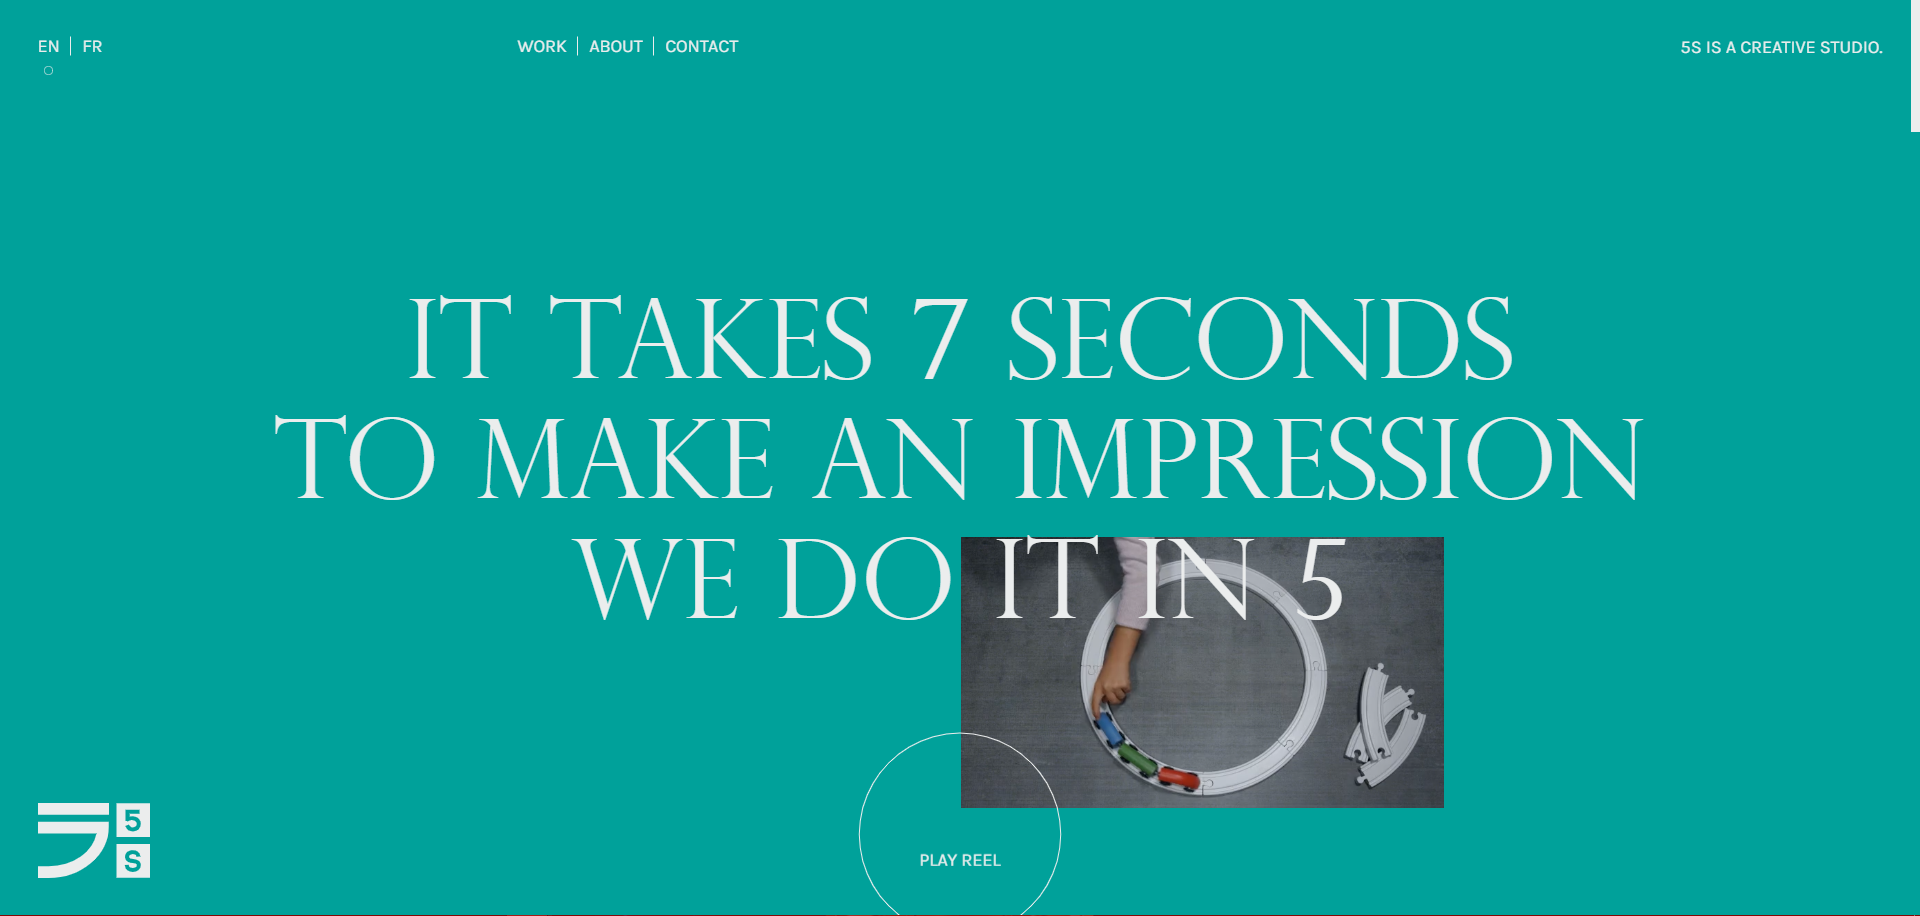 EN | FR
WORK | ABOUT | CONTACT
5S IS A CREATIVE STUDIO.
IT TAKES 7 SECONDS
TO MAKE AN IMPRESSION
WE DO IT IN 5
PLAY REEL
5
S